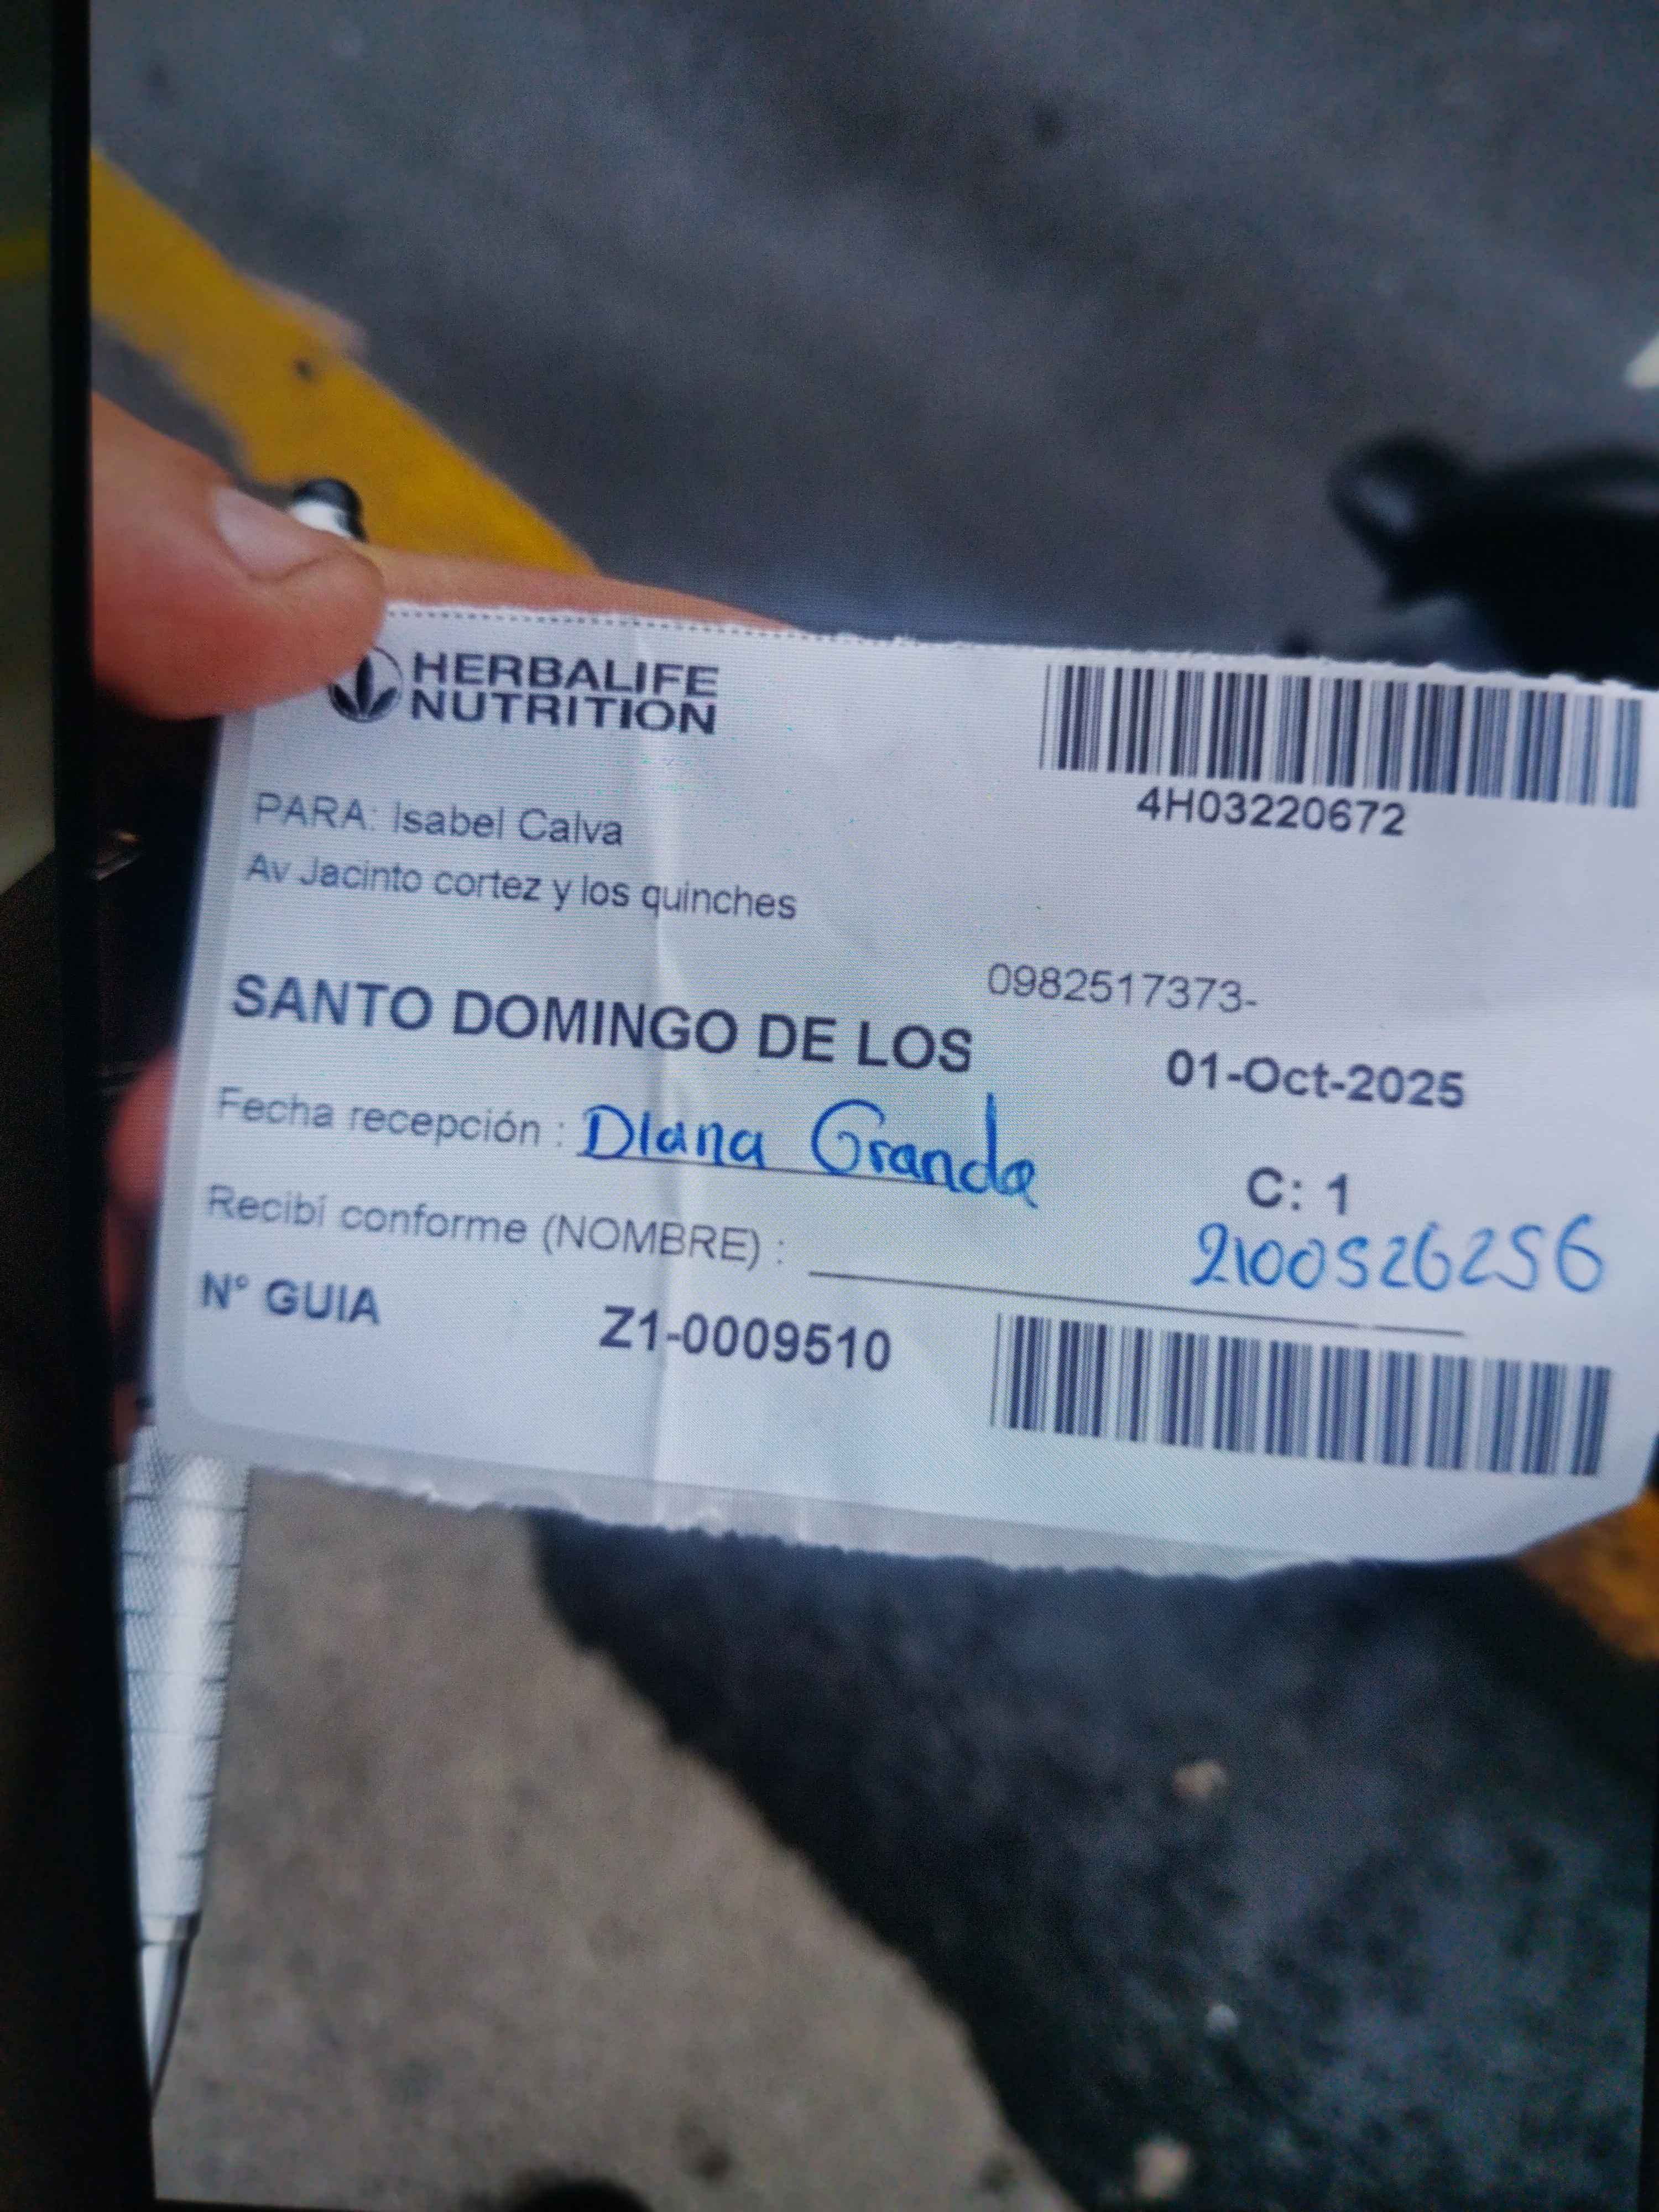 HERBALIFE
NUTRITION
4H03220672
PARA: Isabel Calva
Av Jacinto cortez y los quinches
0982517373-
SANTO DOMINGO DE LOS
01-Oct-2025
Fecha recepción : Diana Granda
C: 1
Recibí conforme (NOMBRE) :
2100526256
N° GUIA
Z1-0009510